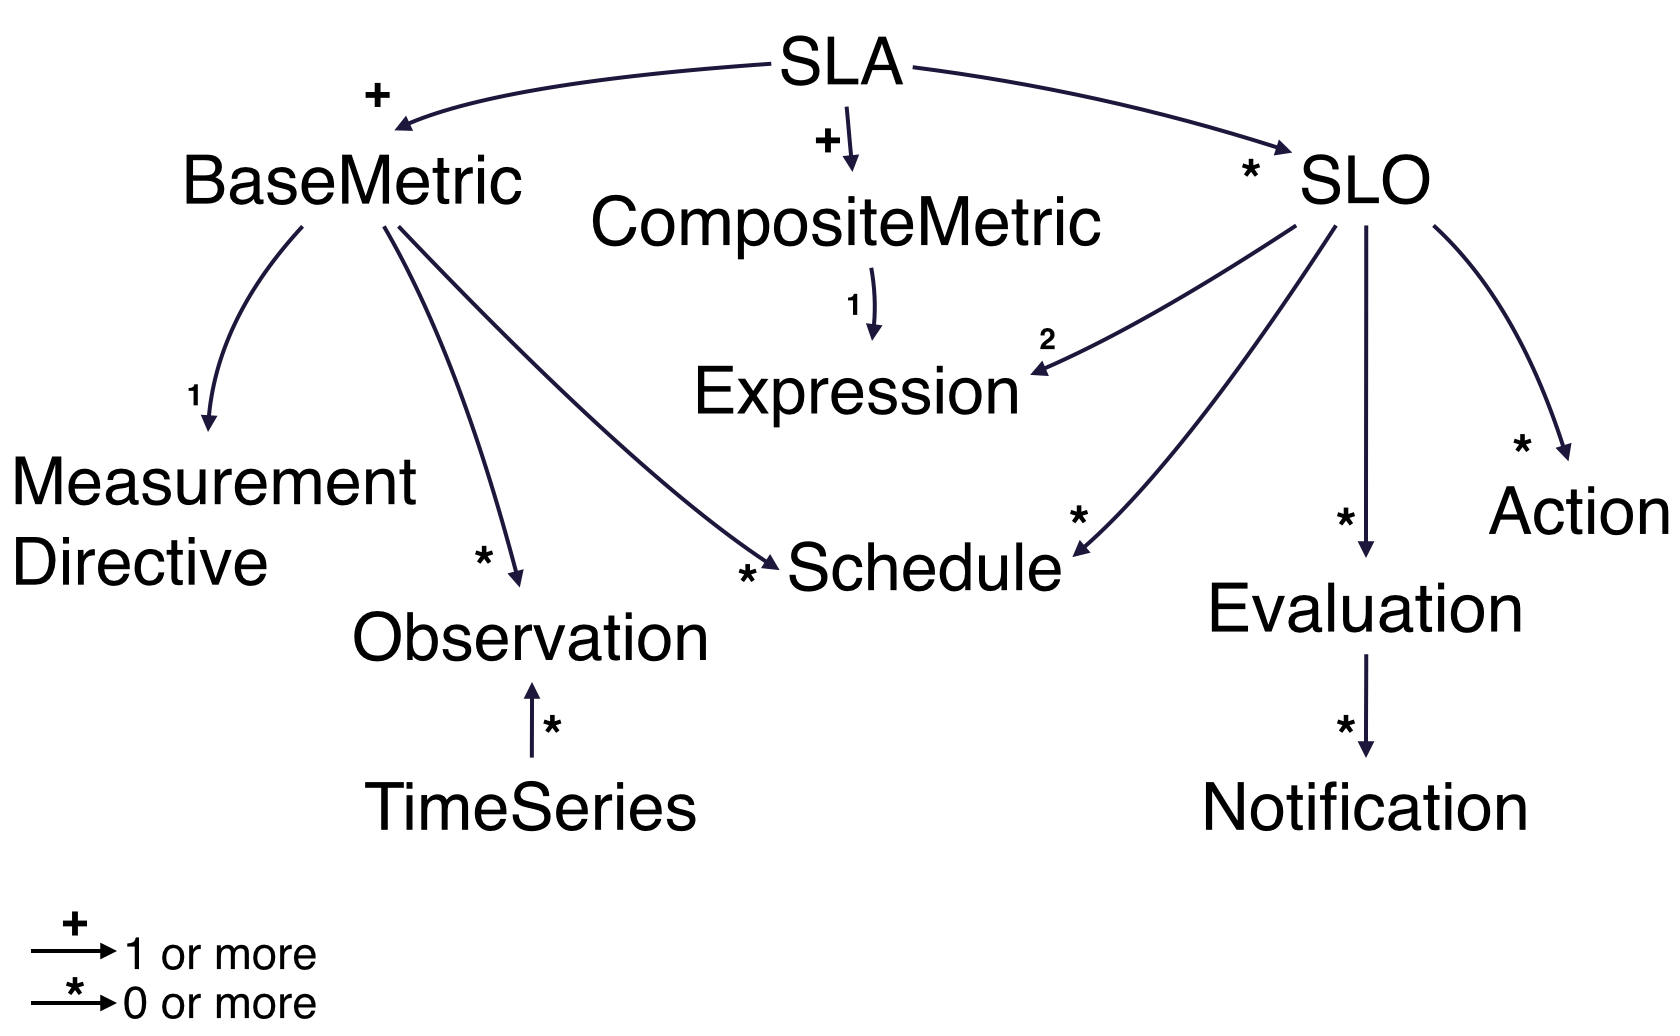 SLA
+
+
*
BaseMetric
CompositeMetric
SLO
1
1
2
Expression
*
*
*
*
*
Measurement
Directive
Schedule
Action
Observation
Evaluation
*
*
TimeSeries
Notification
+
1 or more
*
0 or more